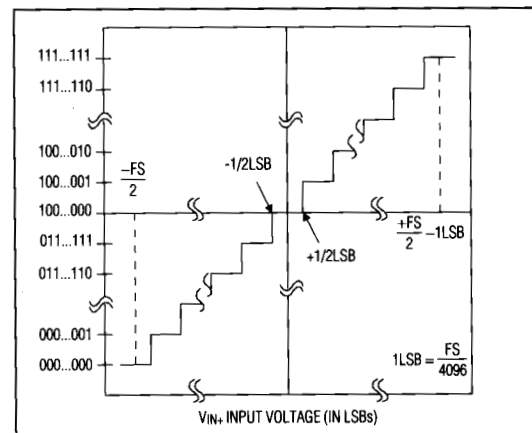 111...111
111...110
100...010
100...001
100...000
011...111
011...110
000...001
000...000
-FS
2
-1/2LSB
+1/2LSB
+FS
2 -1LSB
1LSB = FS
4096
VIN+ INPUT VOLTAGE (IN LSBs)